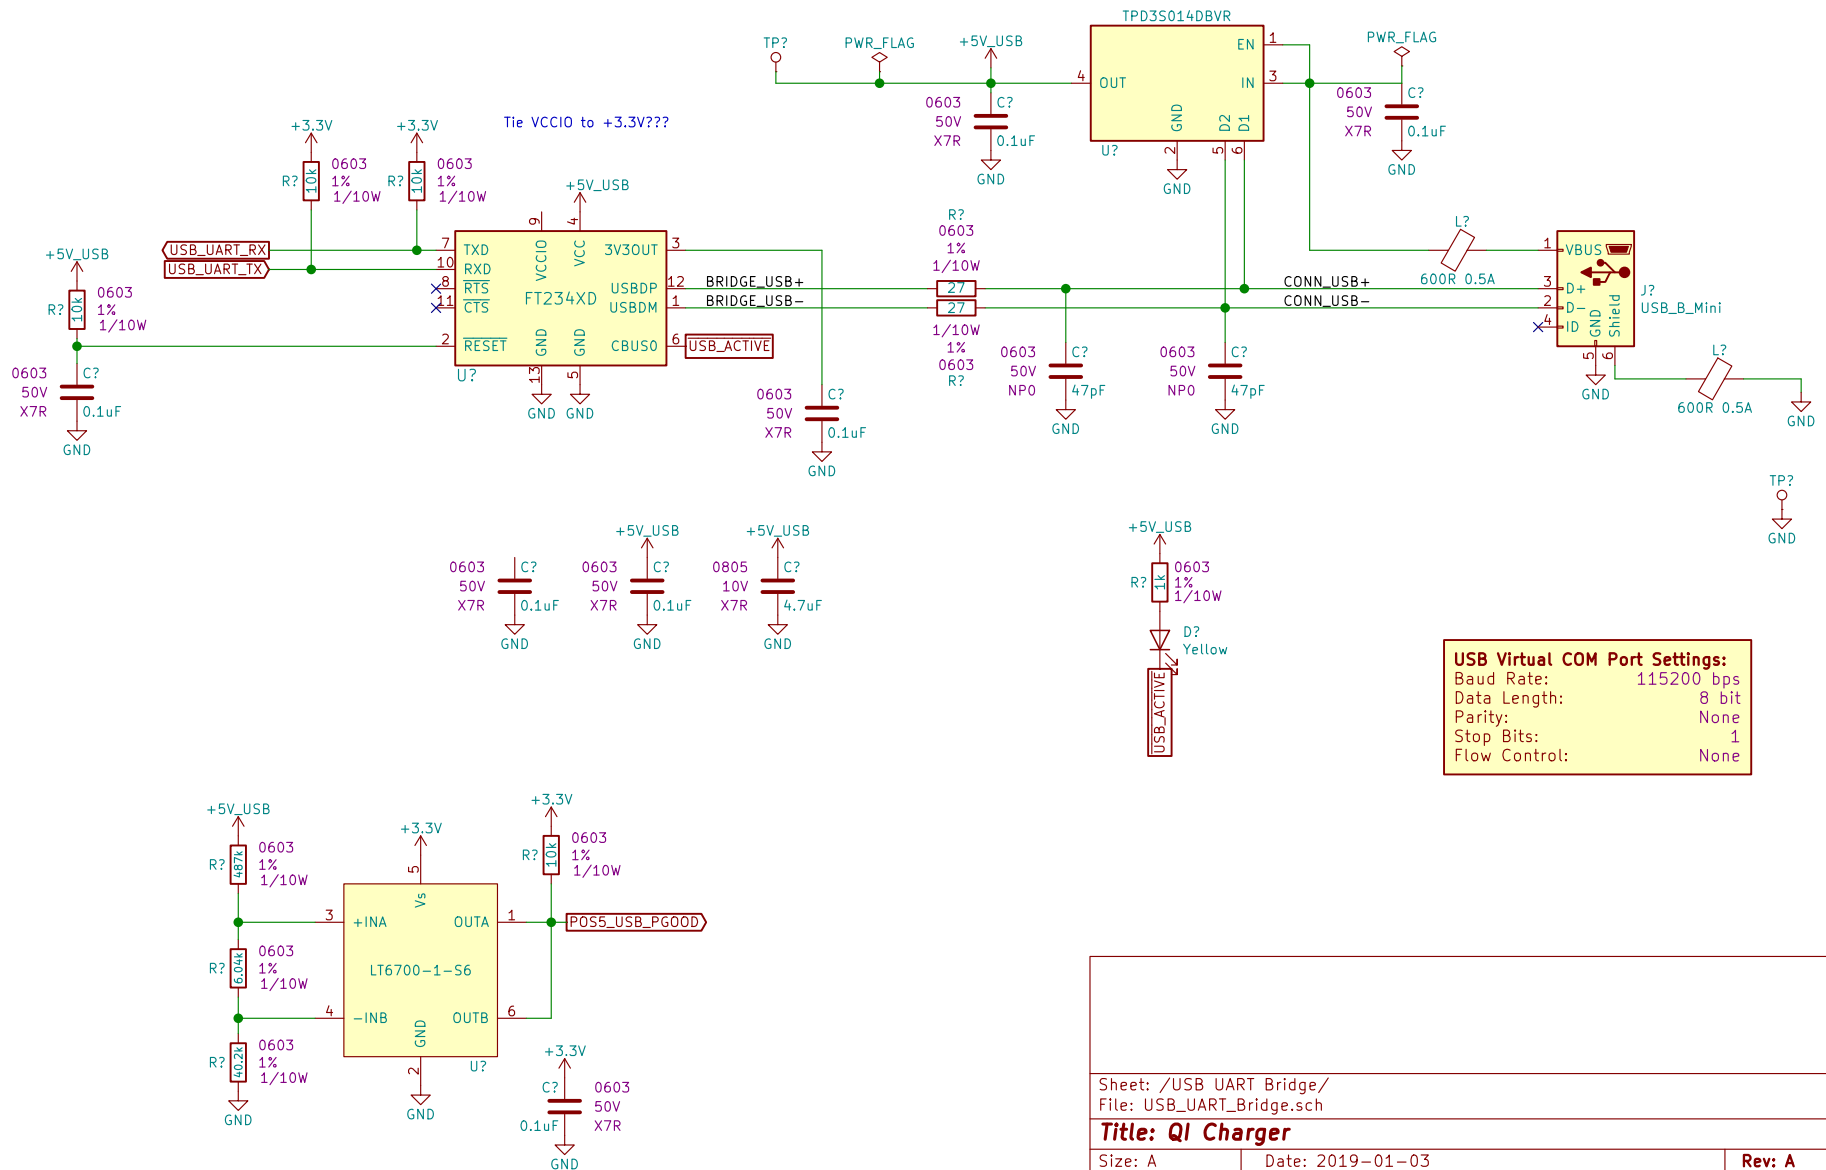 TPD3S014DBVR
TP?
PWR_FLAG
+5V_USB
4
OUT
EN
1
IN
3
GND
D2
D1
2
5
6
U?
GND
PWR_FLAG
0603
50V
X7R
C?
0.1uF
GND
0603
50V
X7R
C?
0.1uF
GND
Tie VCCIO to +3.3V???
+3.3V
R?
10k
0603
1%
1/10W
+3.3V
R?
10k
0603
1%
1/10W
USB_UART_RX
USB_UART_TX
+5V_USB
R?
10k
0603
1%
1/10W
0603
50V
X7R
C?
0.1uF
GND
+5V_USB
9
4
VCCIO
VCC
7
TXD
10
RXD
8
RTS
11
CTS
2
RESET
FT234XD
3V3OUT
3
USBDP
12
USBDM
1
CBUS0
6
GND
GND
13
5
U?
GND
GND
USB_ACTIVE
BRIDGE_USB+
BRIDGE_USB-
0603
50V
X7R
C?
0.1uF
GND
R?
0603
1%
1/10W
27
27
1/10W
1%
0603
R?
0603
50V
NP0
C?
47pF
GND
0603
50V
NP0
C?
47pF
GND
CONN_USB+
CONN_USB-
L?
600R 0.5A
1
VBUS
3
D+
2
D-
4
ID
GND
Shield
5
6
J?
USB_B_Mini
GND
L?
600R 0.5A
GND
TP?
GND
0603
50V
X7R
C?
0.1uF
GND
+5V_USB
0603
50V
X7R
C?
0.1uF
GND
+5V_USB
0805
10V
X7R
C?
4.7uF
GND
+5V_USB
R?
1k
0603
1%
1/10W
D?
Yellow
USB_ACTIVE
USB Virtual COM Port Settings:
Baud Rate: 115200 bps
Data Length: 8 bit
Parity: None
Stop Bits: 1
Flow Control: None
+5V_USB
R?
487k
0603
1%
1/10W
R?
6.04k
0603
1%
1/10W
R?
40.2k
0603
1%
1/10W
GND
+3.3V
5
Vs
3
+INA
4
-INB
LT6700-1-S6
OUTA
1
OUTB
6
GND
2
U?
GND
+3.3V
R?
10k
0603
1%
1/10W
POS5_USB_PGOOD
+3.3V
C?
0.1uF
0603
50V
X7R
GND
Sheet: /USB UART Bridge/
File: USB_UART_Bridge.sch
Title: QI Charger
Size: A
Date: 2019-01-03
Rev: A